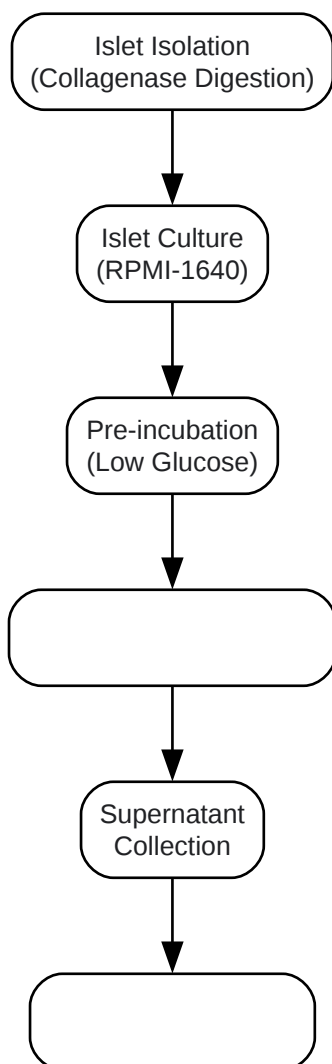 Islet Isolation
(Collagenase Digestion)
Islet Culture
(RPMI-1640)
Pre-incubation
(Low Glucose)
Supernatant
Collection